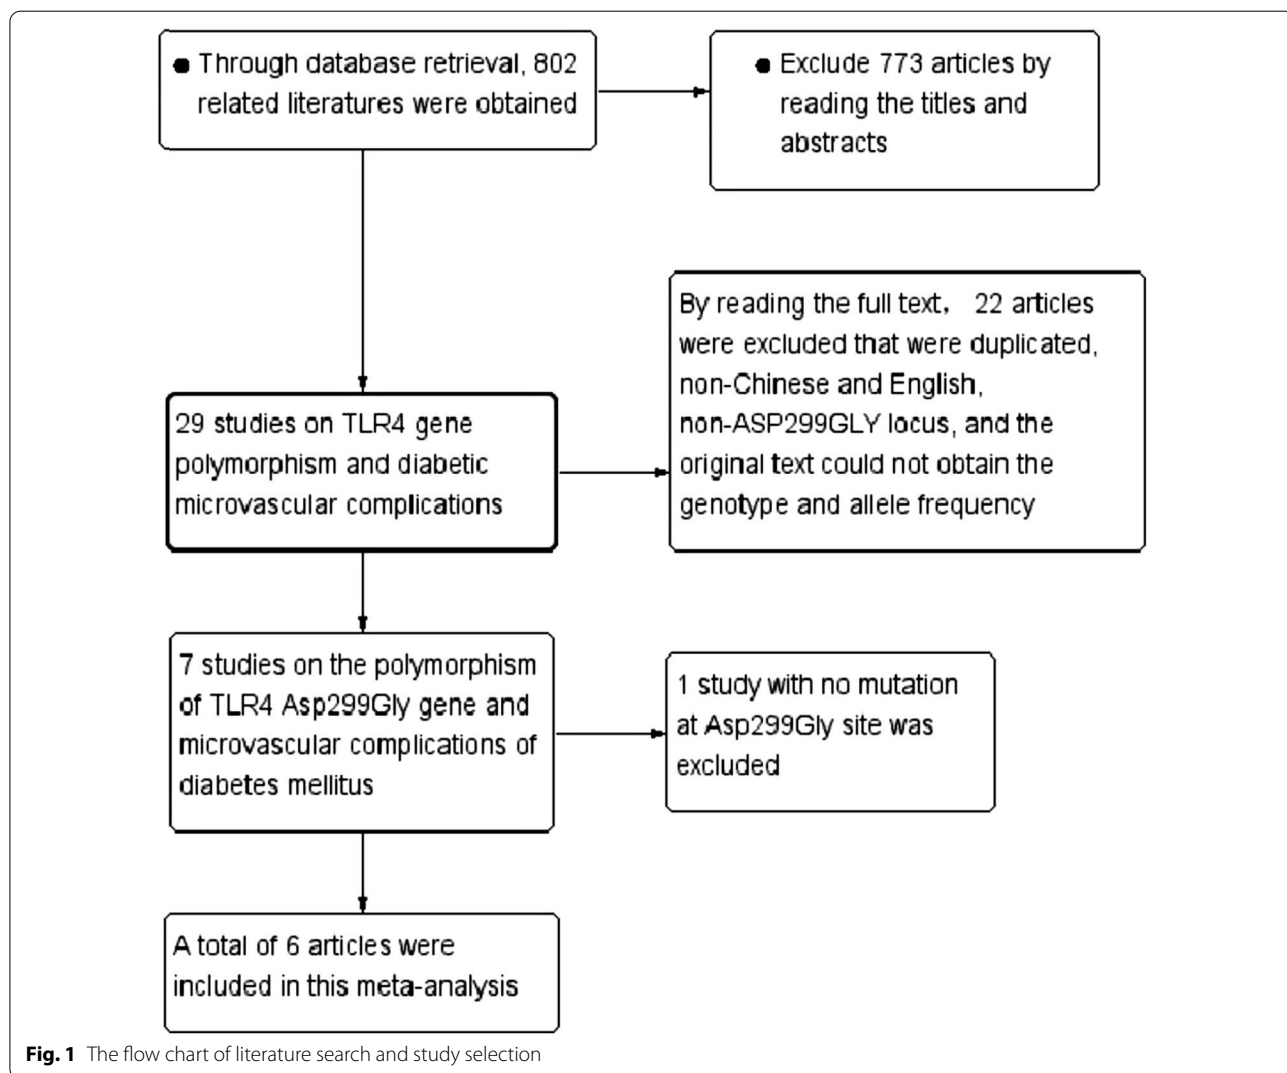 ● Through database retrieval, 802
related literatures were obtained
● Exclude 773 articles by
reading the titles and
abstracts
By reading the full text, 22 articles
were excluded that were duplicated,
non-Chinese and English,
non-ASP299GLY locus, and the
original text could not obtain the
genotype and allele frequency
29 studies on TLR4 gene
polymorphism and diabetic
microvascular complications
7 studies on the polymorphism
of TLR4 Asp299Gly gene and
microvascular complications of
diabetes mellitus
1 study with no mutation
at Asp299Gly site was
excluded
A total of 6 articles were
included in this meta-analysis
Fig. 1 The flow chart of literature search and study selection